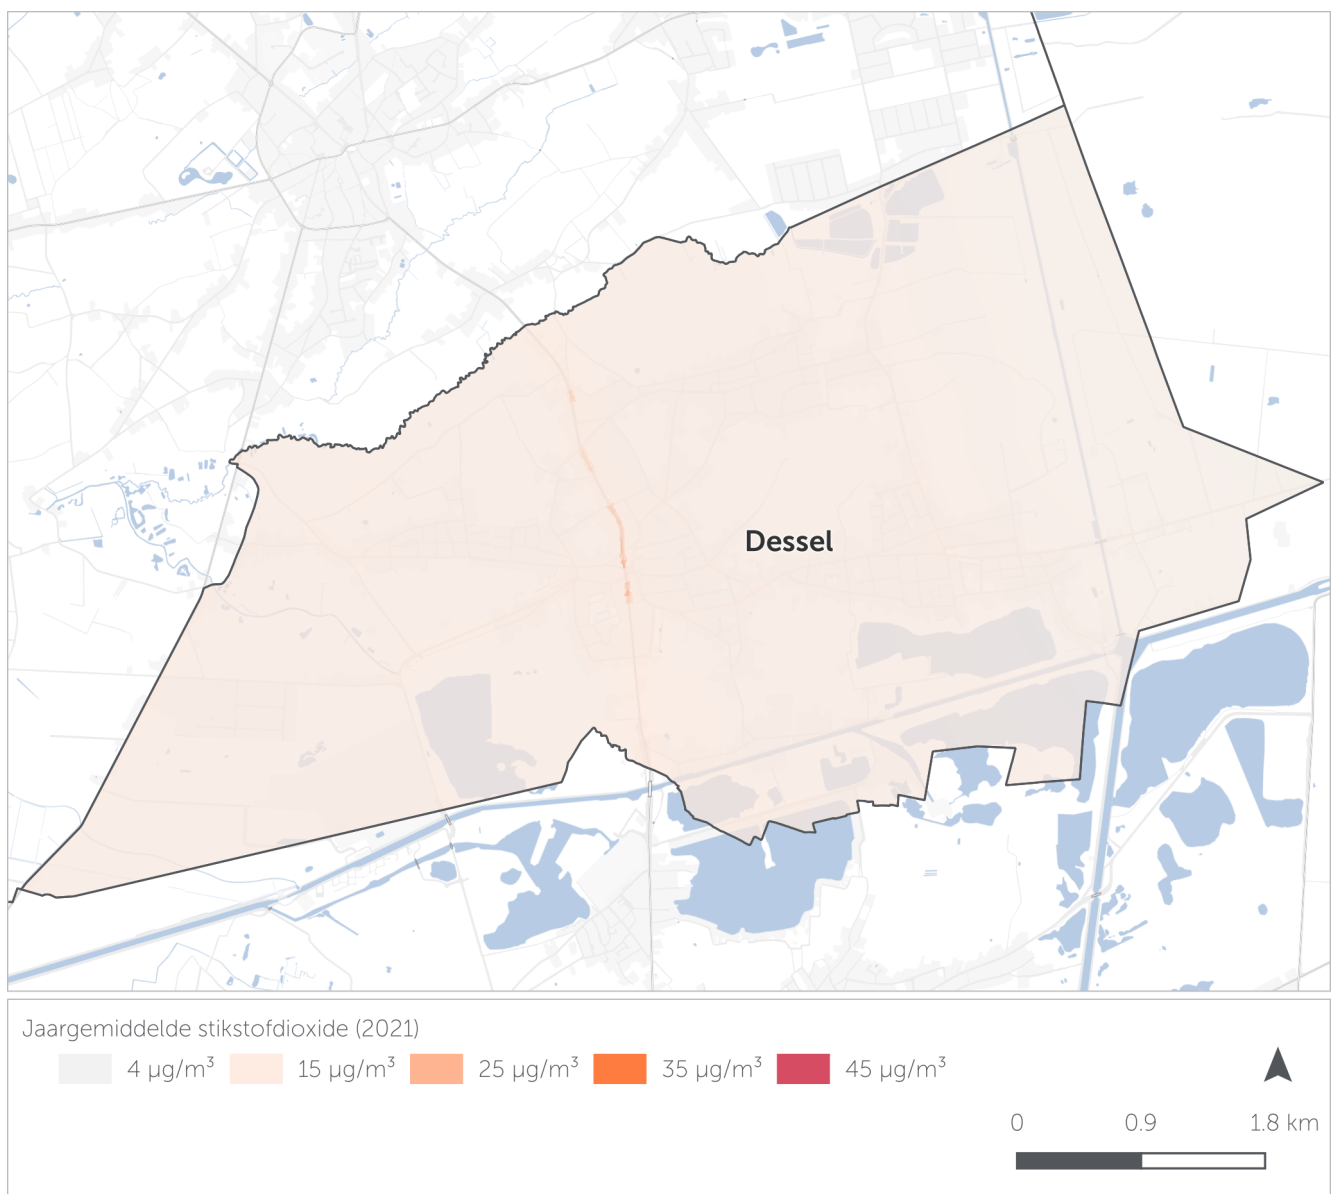 Dessel
Jaargemiddelde stikstofdioxide (2021)
4 µg/m³ 15 µg/m³ 25 µg/m³ 35 µg/m³ 45 µg/m³
0 0.9 1.8 km